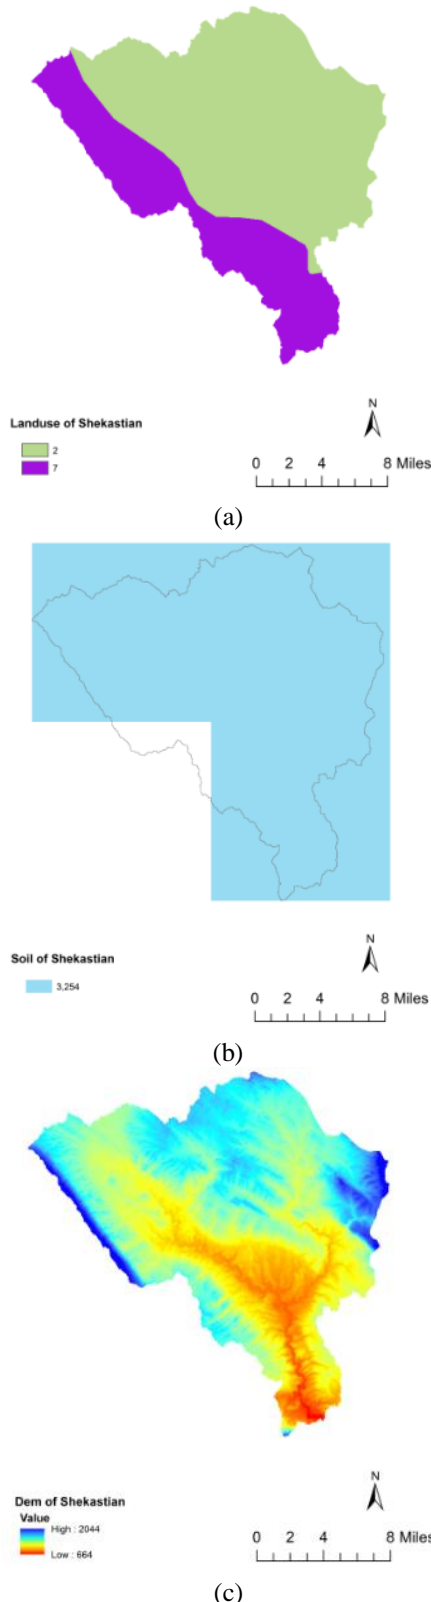 N
Landuse of Shekastian
2
7
0 2 4 8 Miles
(a)
N
Soil of Shekastian
3,254
0 2 4 8 Miles
(b)
N
Dem of Shekastian
Value
High : 2044
Low : 664
0 2 4 8 Miles
(c)